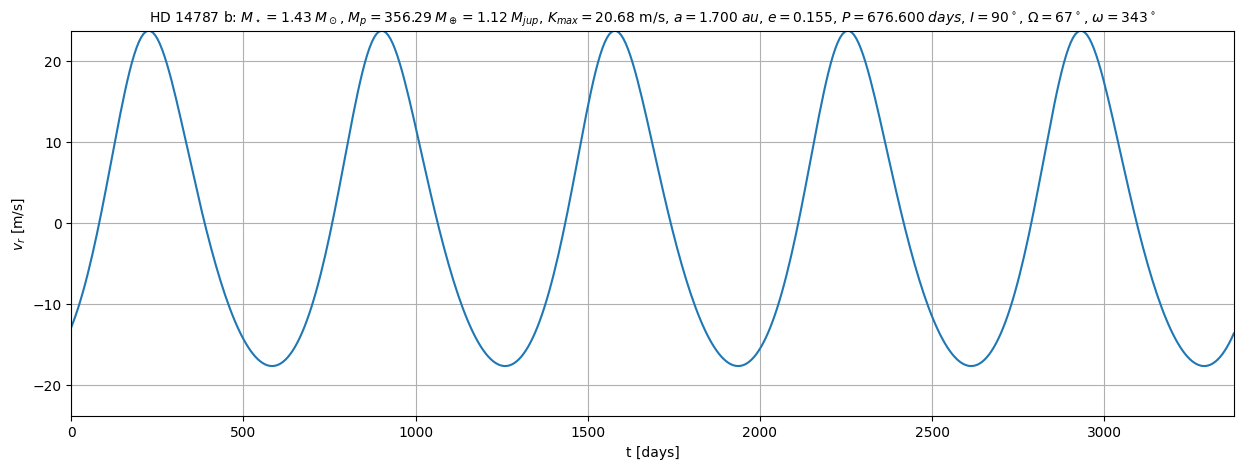 HD 14787 b: M⋆ = 1.43 M⊙, Mp = 356.29 M⊕ = 1.12 Mjup, Kmax = 20.68 m/s, a = 1.700 au, e = 0.155, P = 676.600 days, I = 90°, Ω = 67°, ω = 343°
20
10
0
−10
−20
vr [m/s]
0 500 1000 1500 2000 2500 3000
t [days]